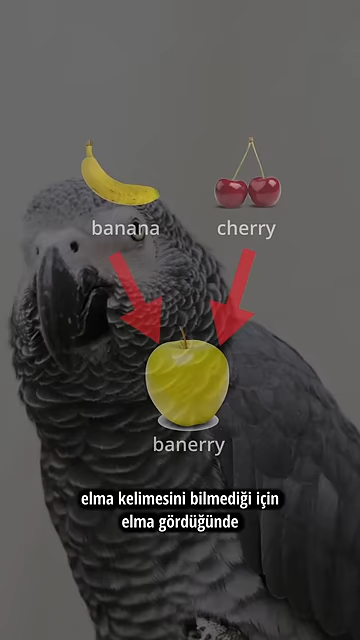 banana
cherry
banerry
elma kelimesini bilmediği için
elma gördüğünde